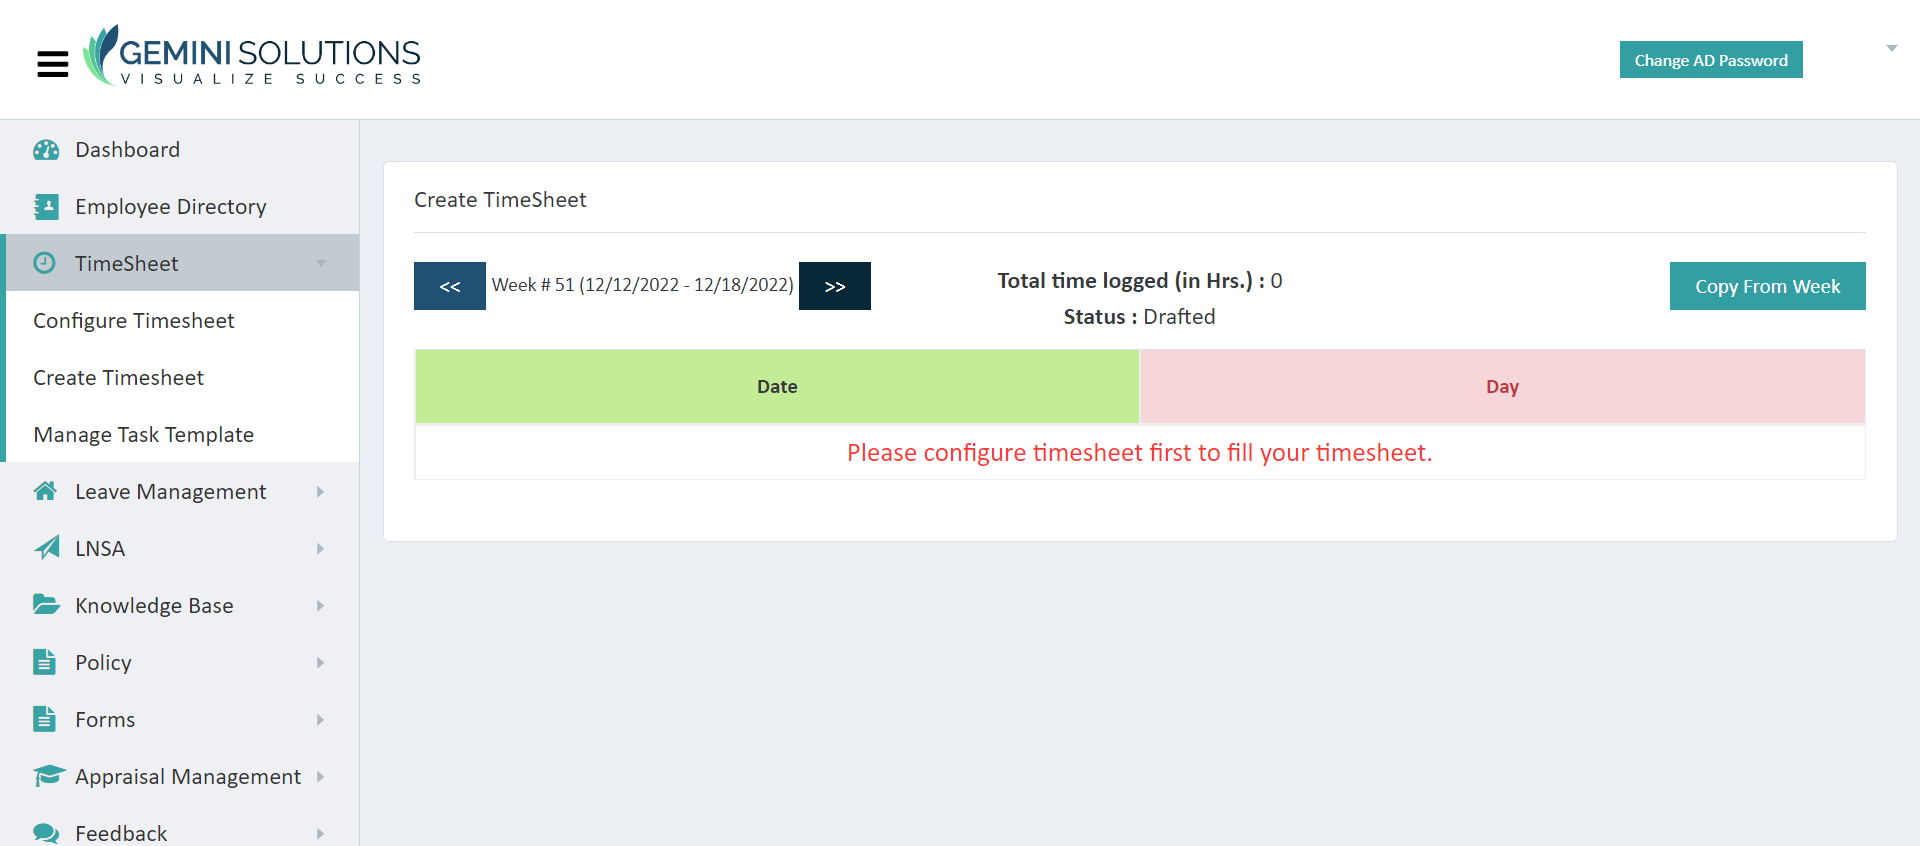 GEMINI SOLUTIONS
VISUALIZE SUCCESS
Change AD Password
Dashboard
Employee Directory
TimeSheet
Configure Timesheet
Create Timesheet
Manage Task Template
Leave Management
LNSA
Knowledge Base
Policy
Forms
Appraisal Management
Feedback
Create TimeSheet
<< Week # 51 (12/12/2022 - 12/18/2022) >>
Total time logged (in Hrs.) : 0
Status : Drafted
Copy From Week
Date Day
Please configure timesheet first to fill your timesheet.